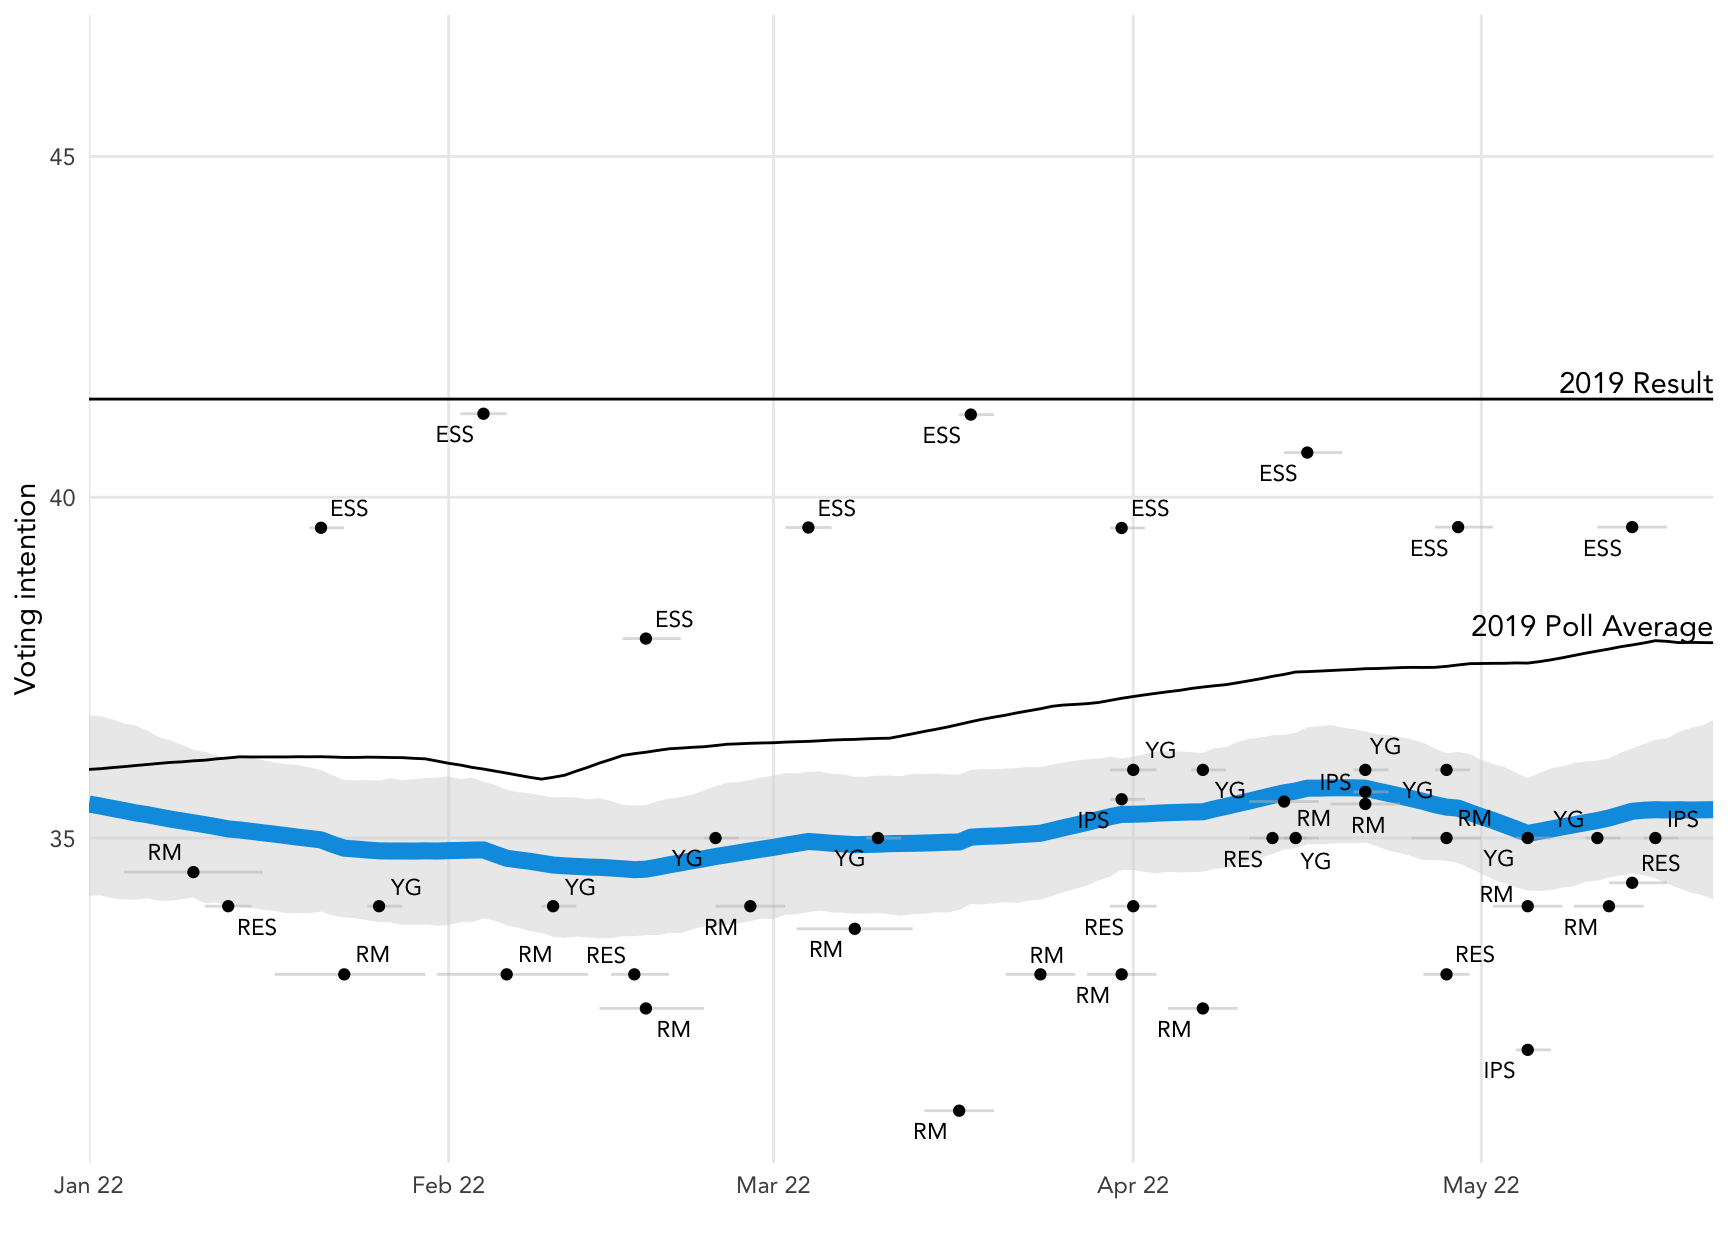 45
2019 Result
ESS
ESS
ESS
40
ESS
ESS
ESS
ESS
ESS
ESS
2019 Poll Average
Voting intention
YG
YG
IPS
YG
YG
IPS
RM
RM
RM
YG
IPS
35
RM
YG
YG
RES
YG
YG
RES
YG
YG
RM
RES
RM
RM
RES
RM
RM
RM
RES
RM
RES
RM
RM
RM
RM
IPS
RM
Jan 22
Feb 22
Mar 22
Apr 22
May 22